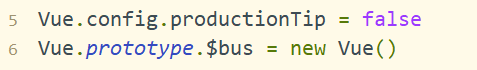 5 Vue.config.productionTip = false
6 Vue.prototype.$bus = new Vue()